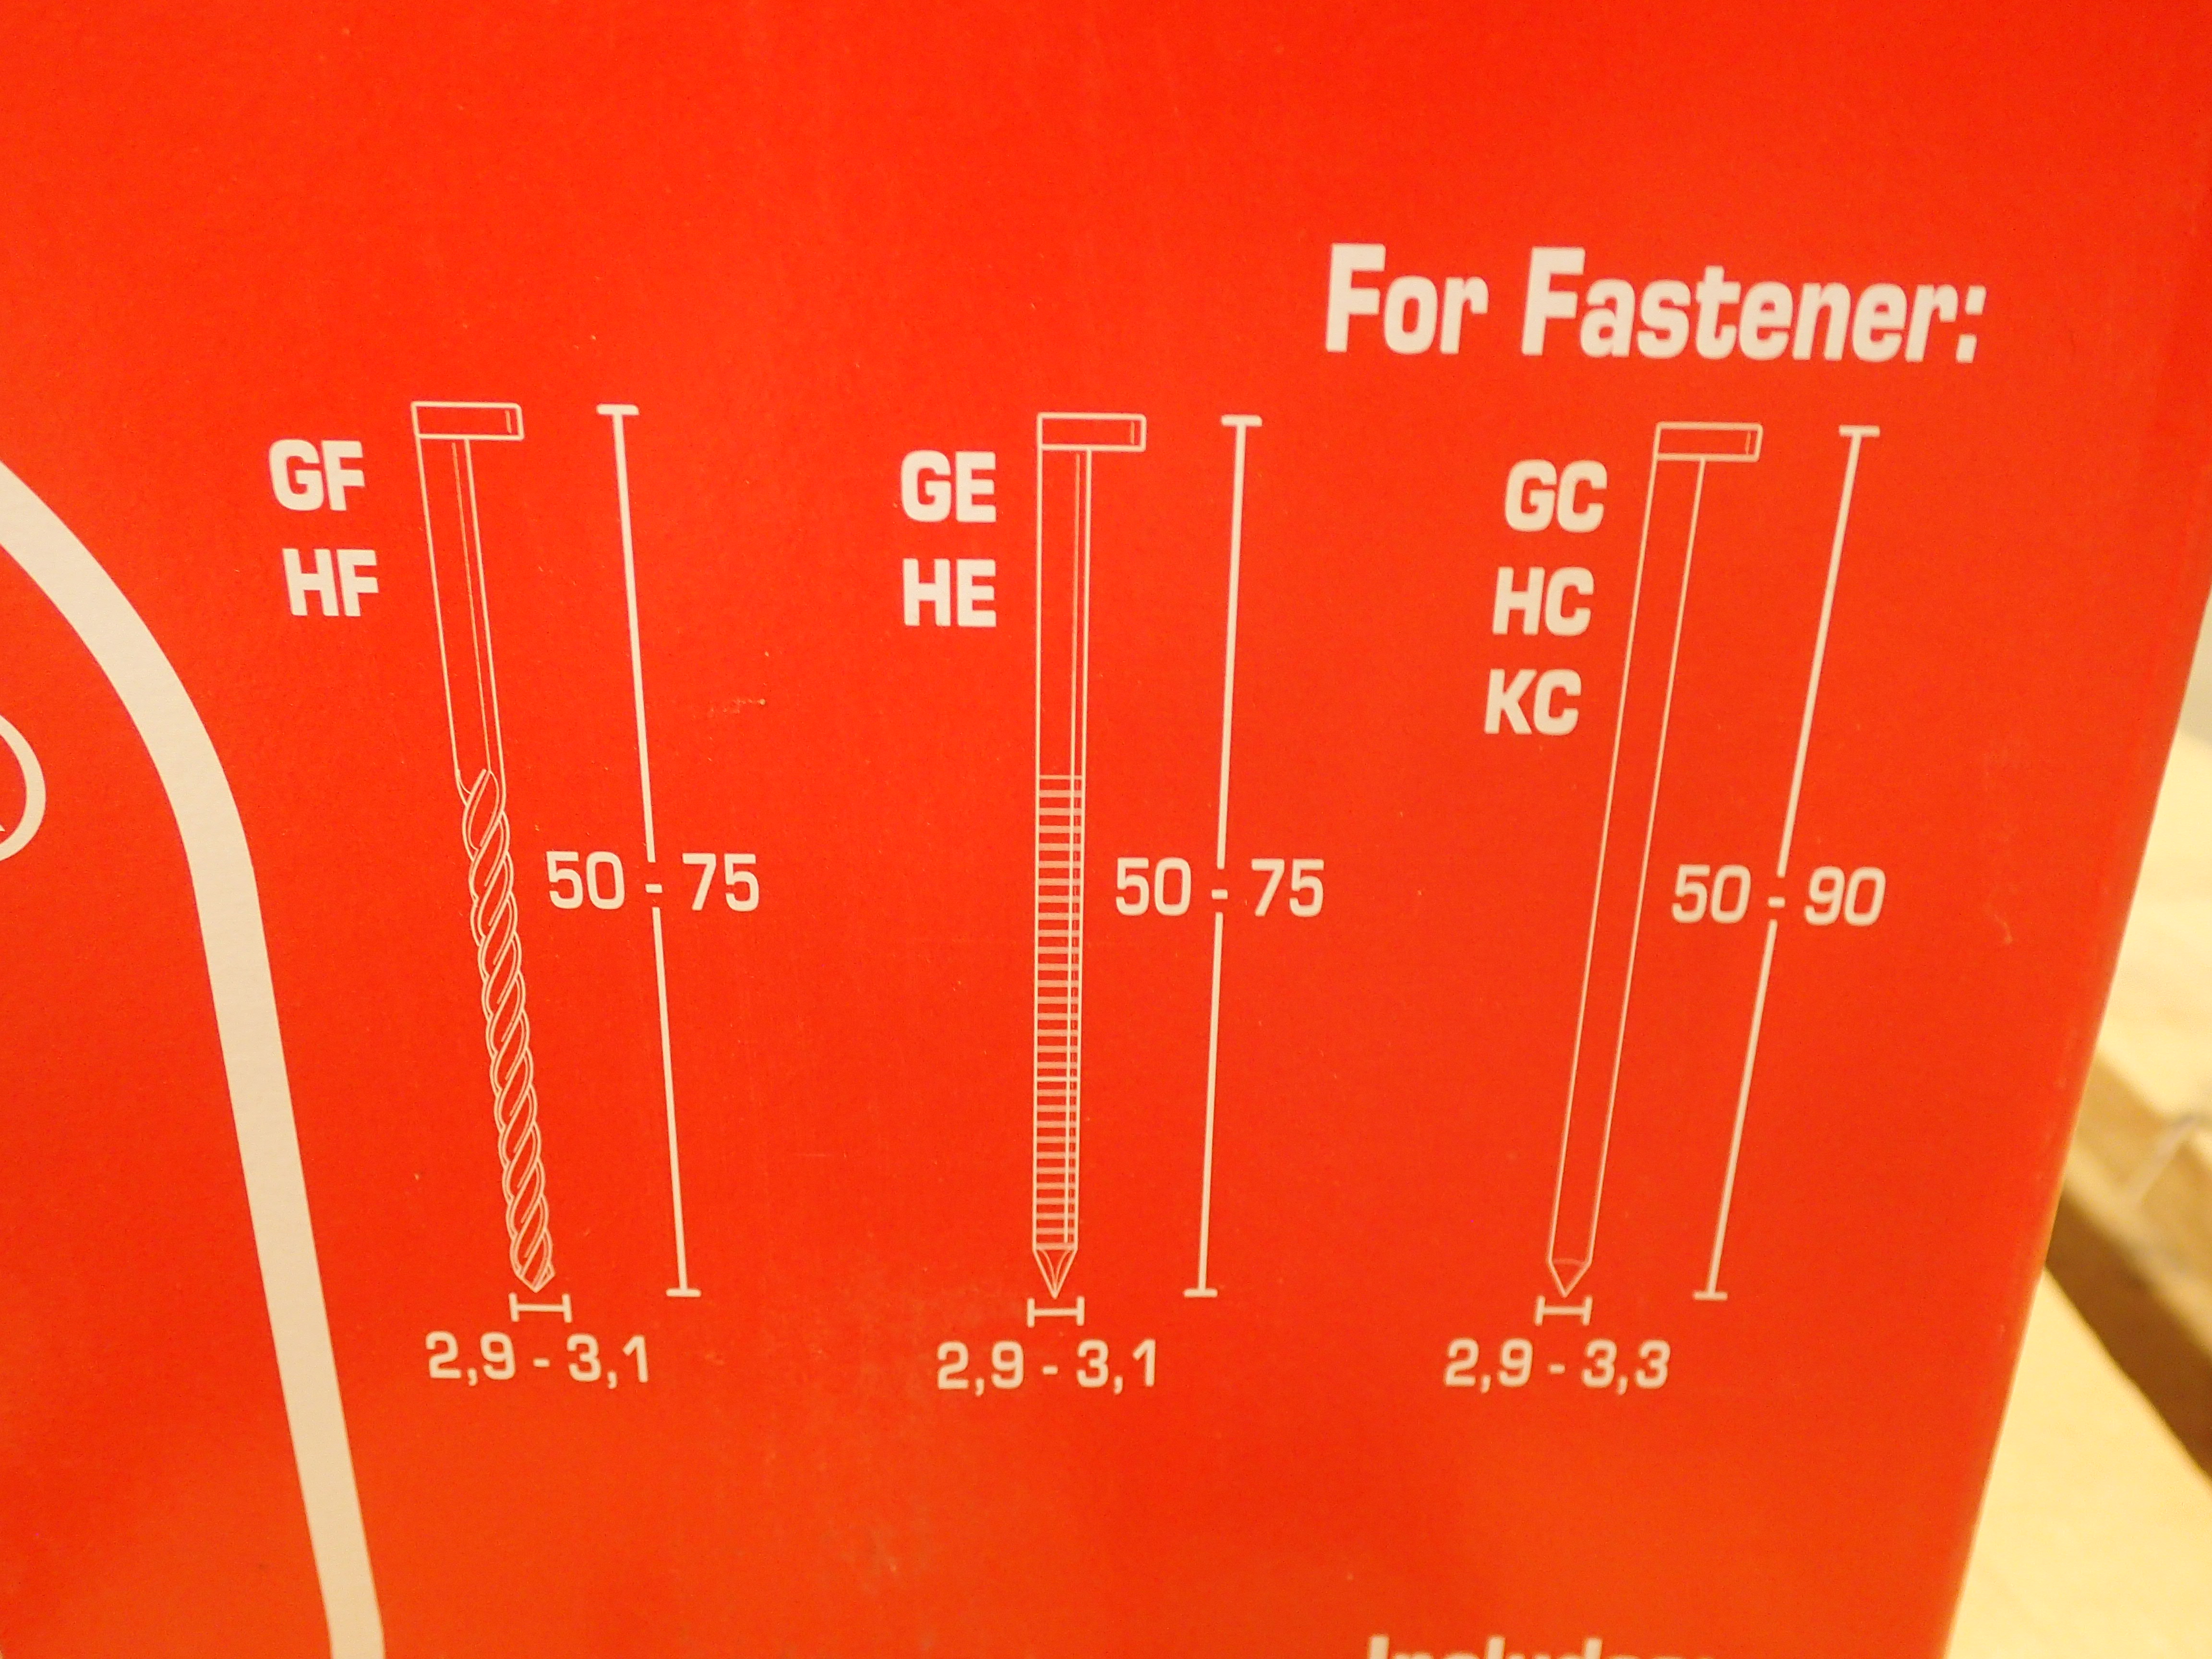 For Fastener:
GF
HF
50 - 75
2,9 - 3,1
GE
HE
50 - 75
2,9 - 3,1
GC
HC
KC
50 - 90
2,9 - 3,3